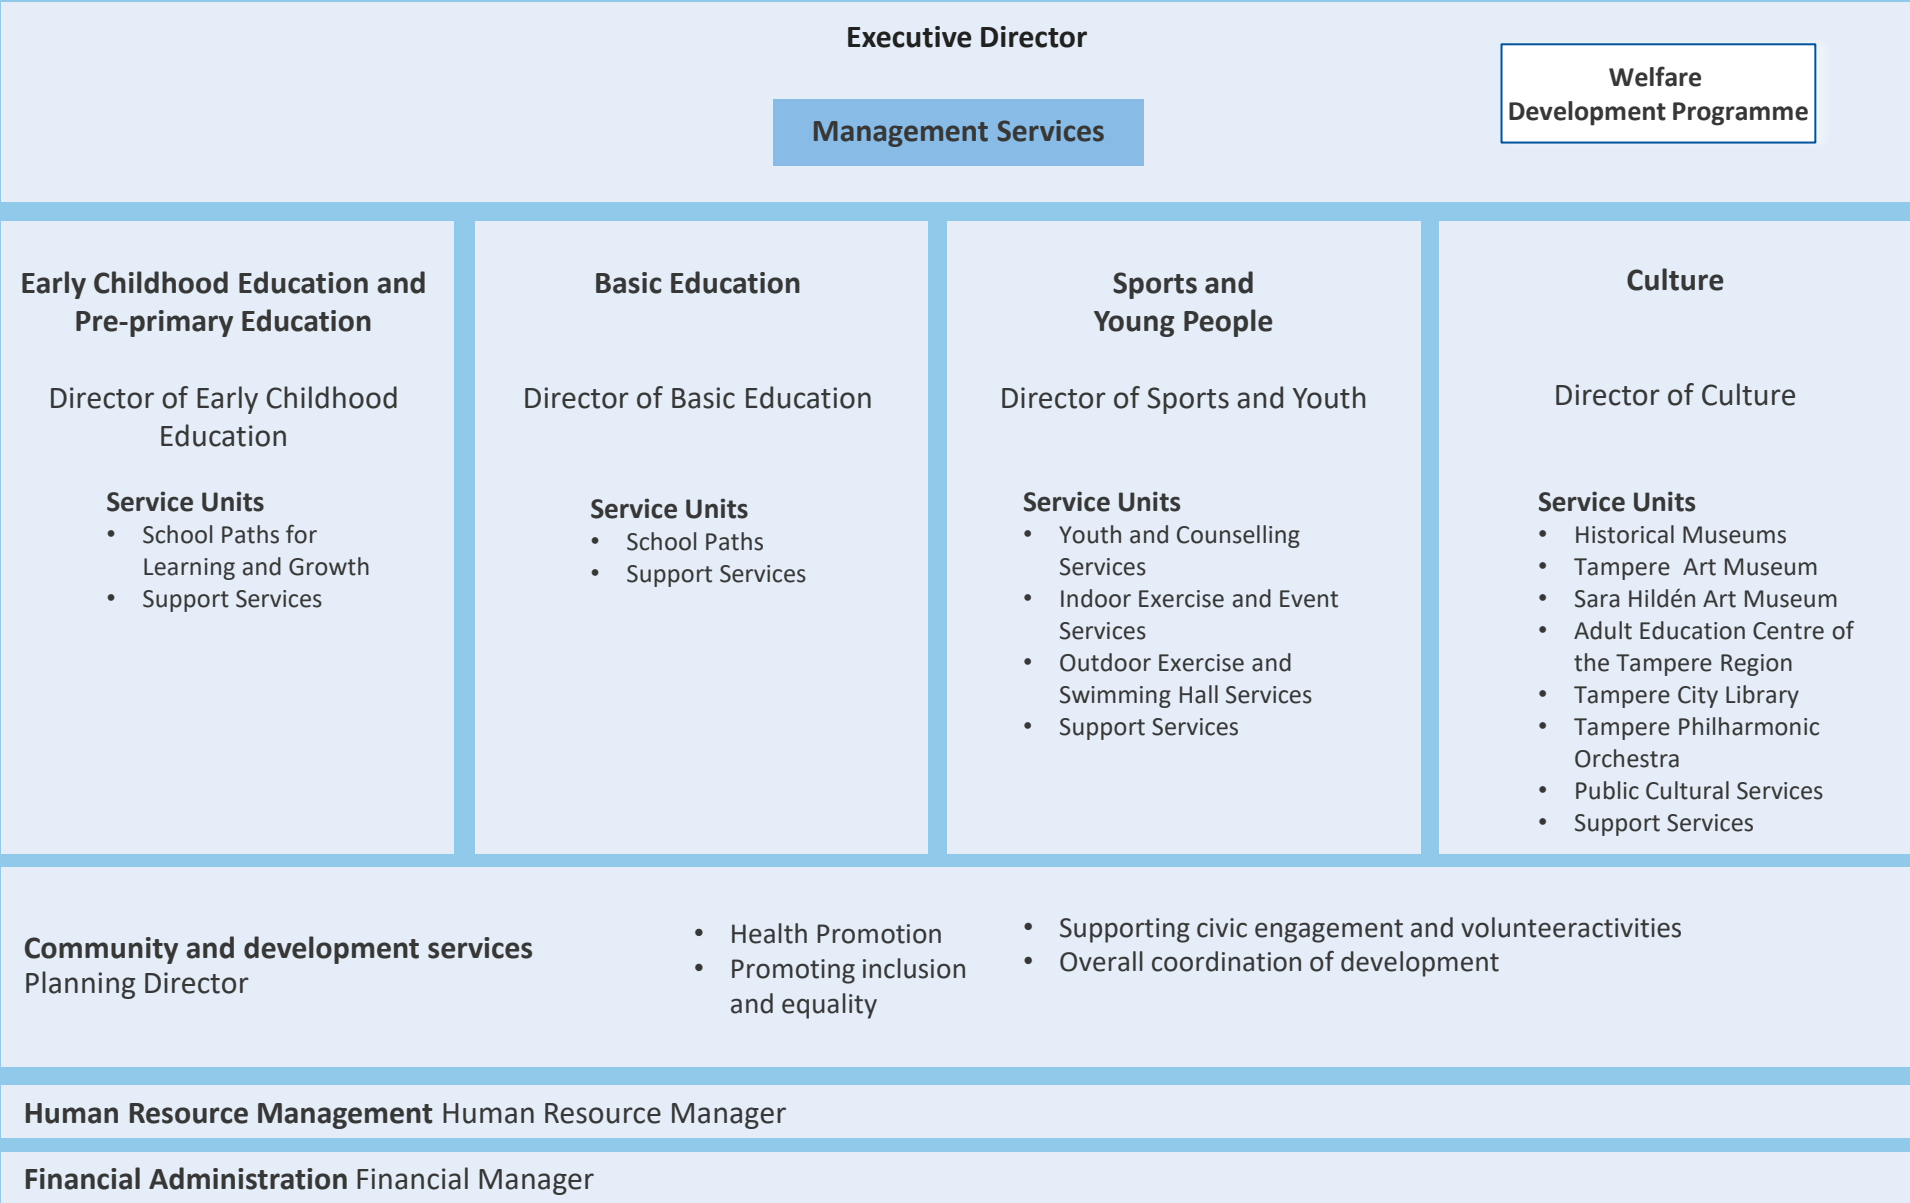 Executive Director
Management Services
Welfare
Development Programme
Early Childhood Education and
Pre-primary Education
Director of Early Childhood
Education
Service Units
• School Paths for
Learning and Growth
• Support Services
Basic Education
Director of Basic Education
Service Units
• School Paths
• Support Services
Sports and
Young People
Director of Sports and Youth
Service Units
• Youth and Counselling
Services
• Indoor Exercise and Event
Services
• Outdoor Exercise and
Swimming Hall Services
• Support Services
Culture
Director of Culture
Service Units
• Historical Museums
• Tampere Art Museum
• Sara Hildén Art Museum
• Adult Education Centre of
the Tampere Region
• Tampere City Library
• Tampere Philharmonic
Orchestra
• Public Cultural Services
• Support Services
Community and development services
Planning Director
• Health Promotion
• Promoting inclusion
and equality
• Supporting civic engagement and volunteeractivities
• Overall coordination of development
Human Resource Management Human Resource Manager
Financial Administration Financial Manager